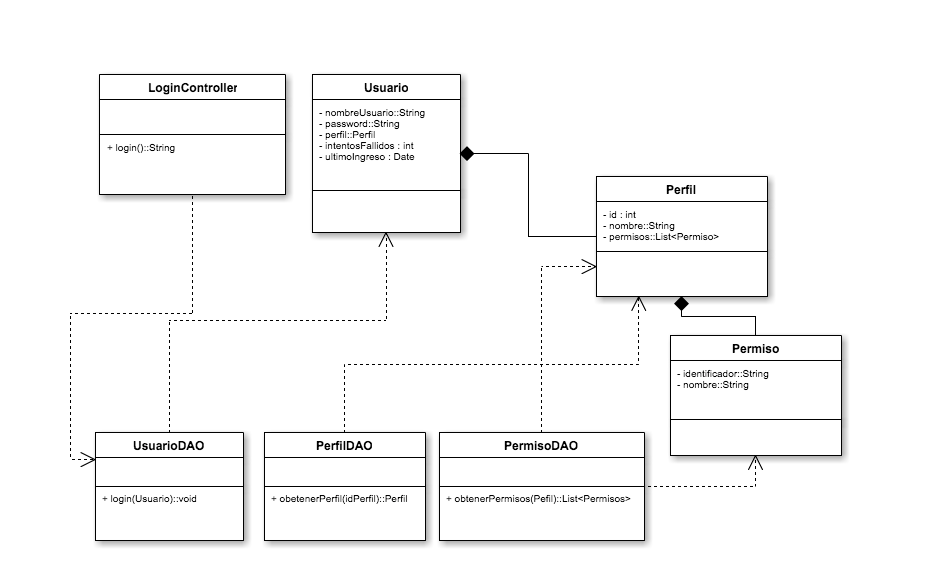 LoginController
+ login()::String
Usuario
- nombreUsuario::String
- password::String
- perfil::Perfil
- intentosFallidos : int
- ultimoIngreso : Date
Perfil
- id : int
- nombre::String
- permisos::List<Permiso>
Permiso
- identificador::String
- nombre::String
UsuarioDAO
+ login(Usuario)::void
PerfilDAO
+ obetenerPerfil(idPerfil)::Perfil
PermisoDAO
+ obtenerPermisos(Pefil)::List<Permisos>